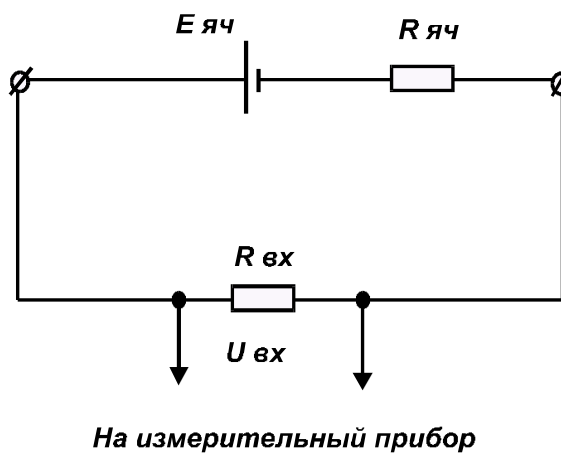 E яч
R яч
R вх
U вх
На измерительный прибор